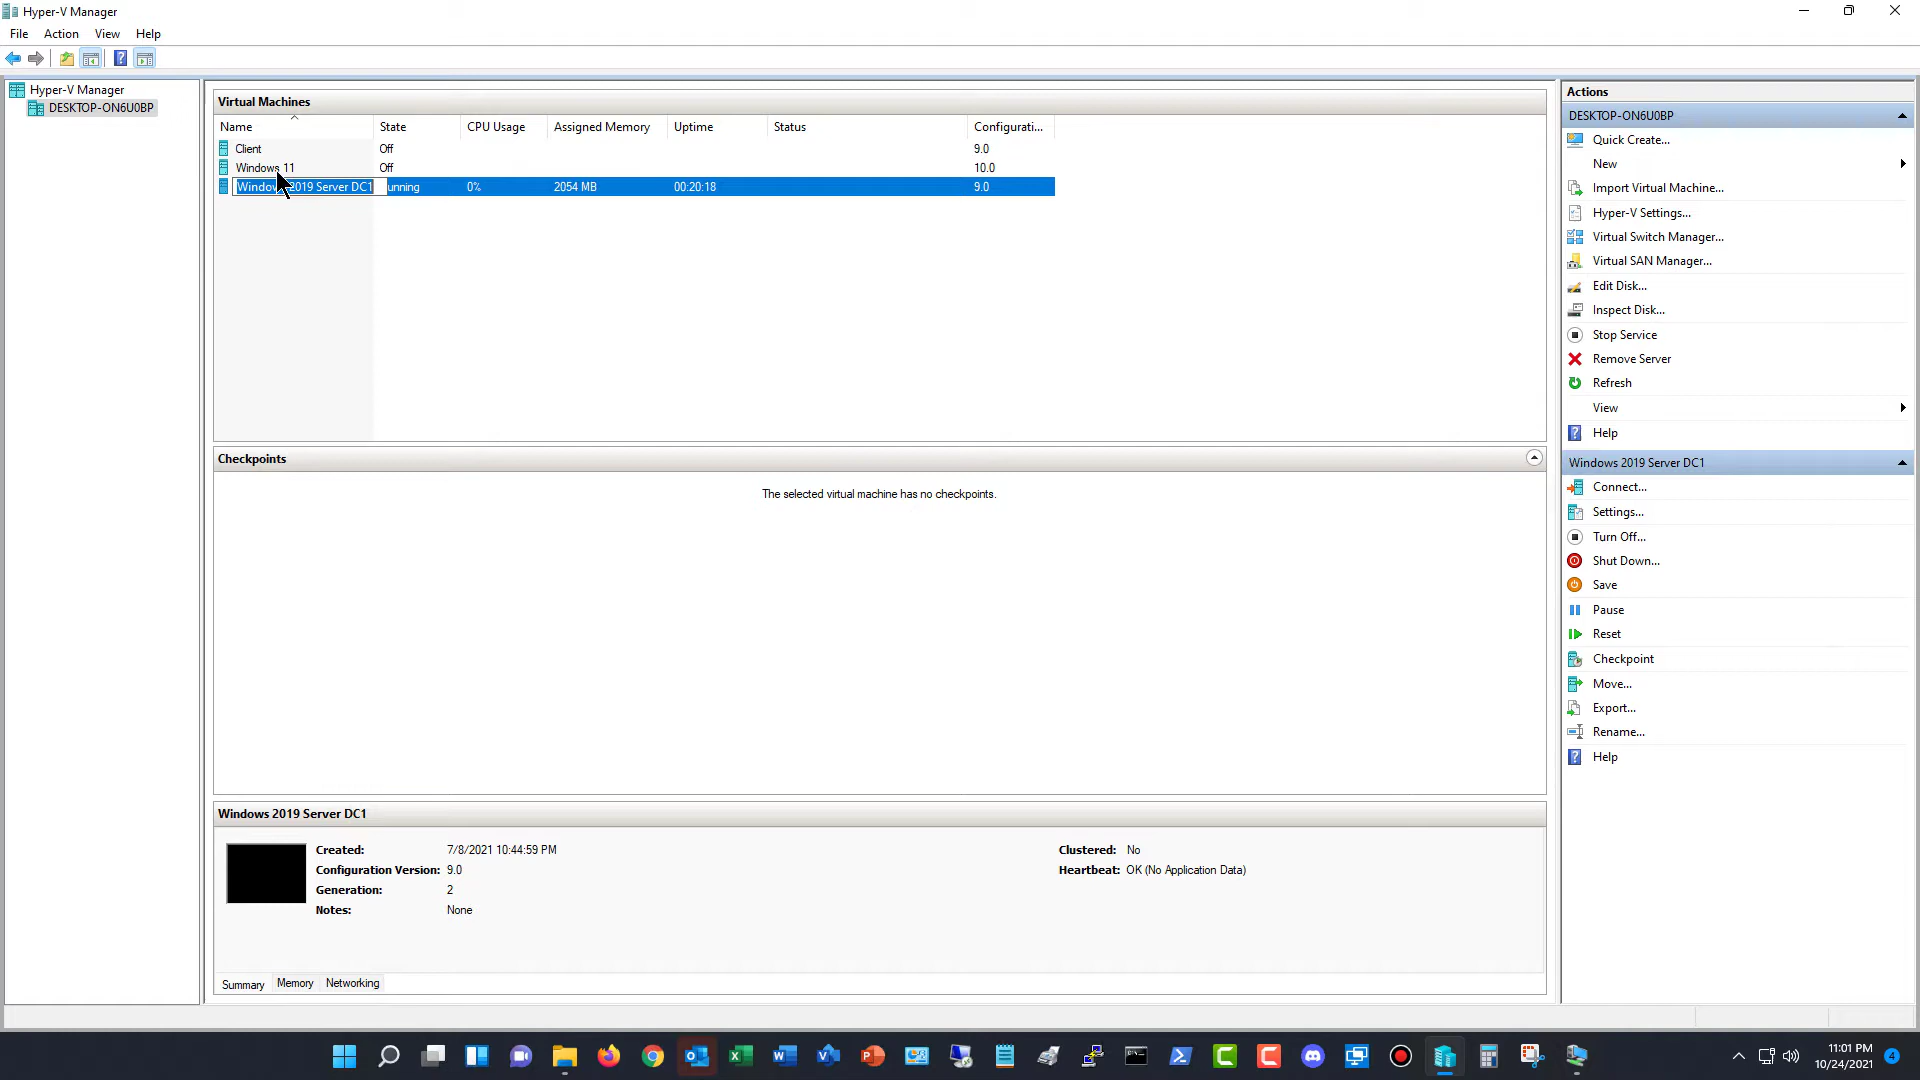 Hyper-V Manager
File Action View Help
Hyper-V Manager
DESKTOP-ON6U0BP
Virtual Machines
Name State CPU Usage Assigned Memory Uptime Status Configurati...
Client Off 9.0
Windows 11 Off 10.0
Windows 2019 Server DC1 unning 0% 2054 MB 00:20:18 9.0
Checkpoints
The selected virtual machine has no checkpoints.
Windows 2019 Server DC1
Created: 7/8/2021 10:44:59 PM Clustered: No
Configuration Version: 9.0 Heartbeat: OK (No Application Data)
Generation: 2
Notes: None
Summary Memory Networking
Actions
DESKTOP-ON6U0BP
Quick Create...
New
Import Virtual Machine...
Hyper-V Settings...
Virtual Switch Manager...
Virtual SAN Manager...
Edit Disk...
Inspect Disk...
Stop Service
Remove Server
Refresh
View
Help
Windows 2019 Server DC1
Connect...
Settings...
Turn Off...
Shut Down...
Save
Pause
Reset
Checkpoint
Move...
Export...
Rename...
Help
11:01 PM
10/24/2021
4